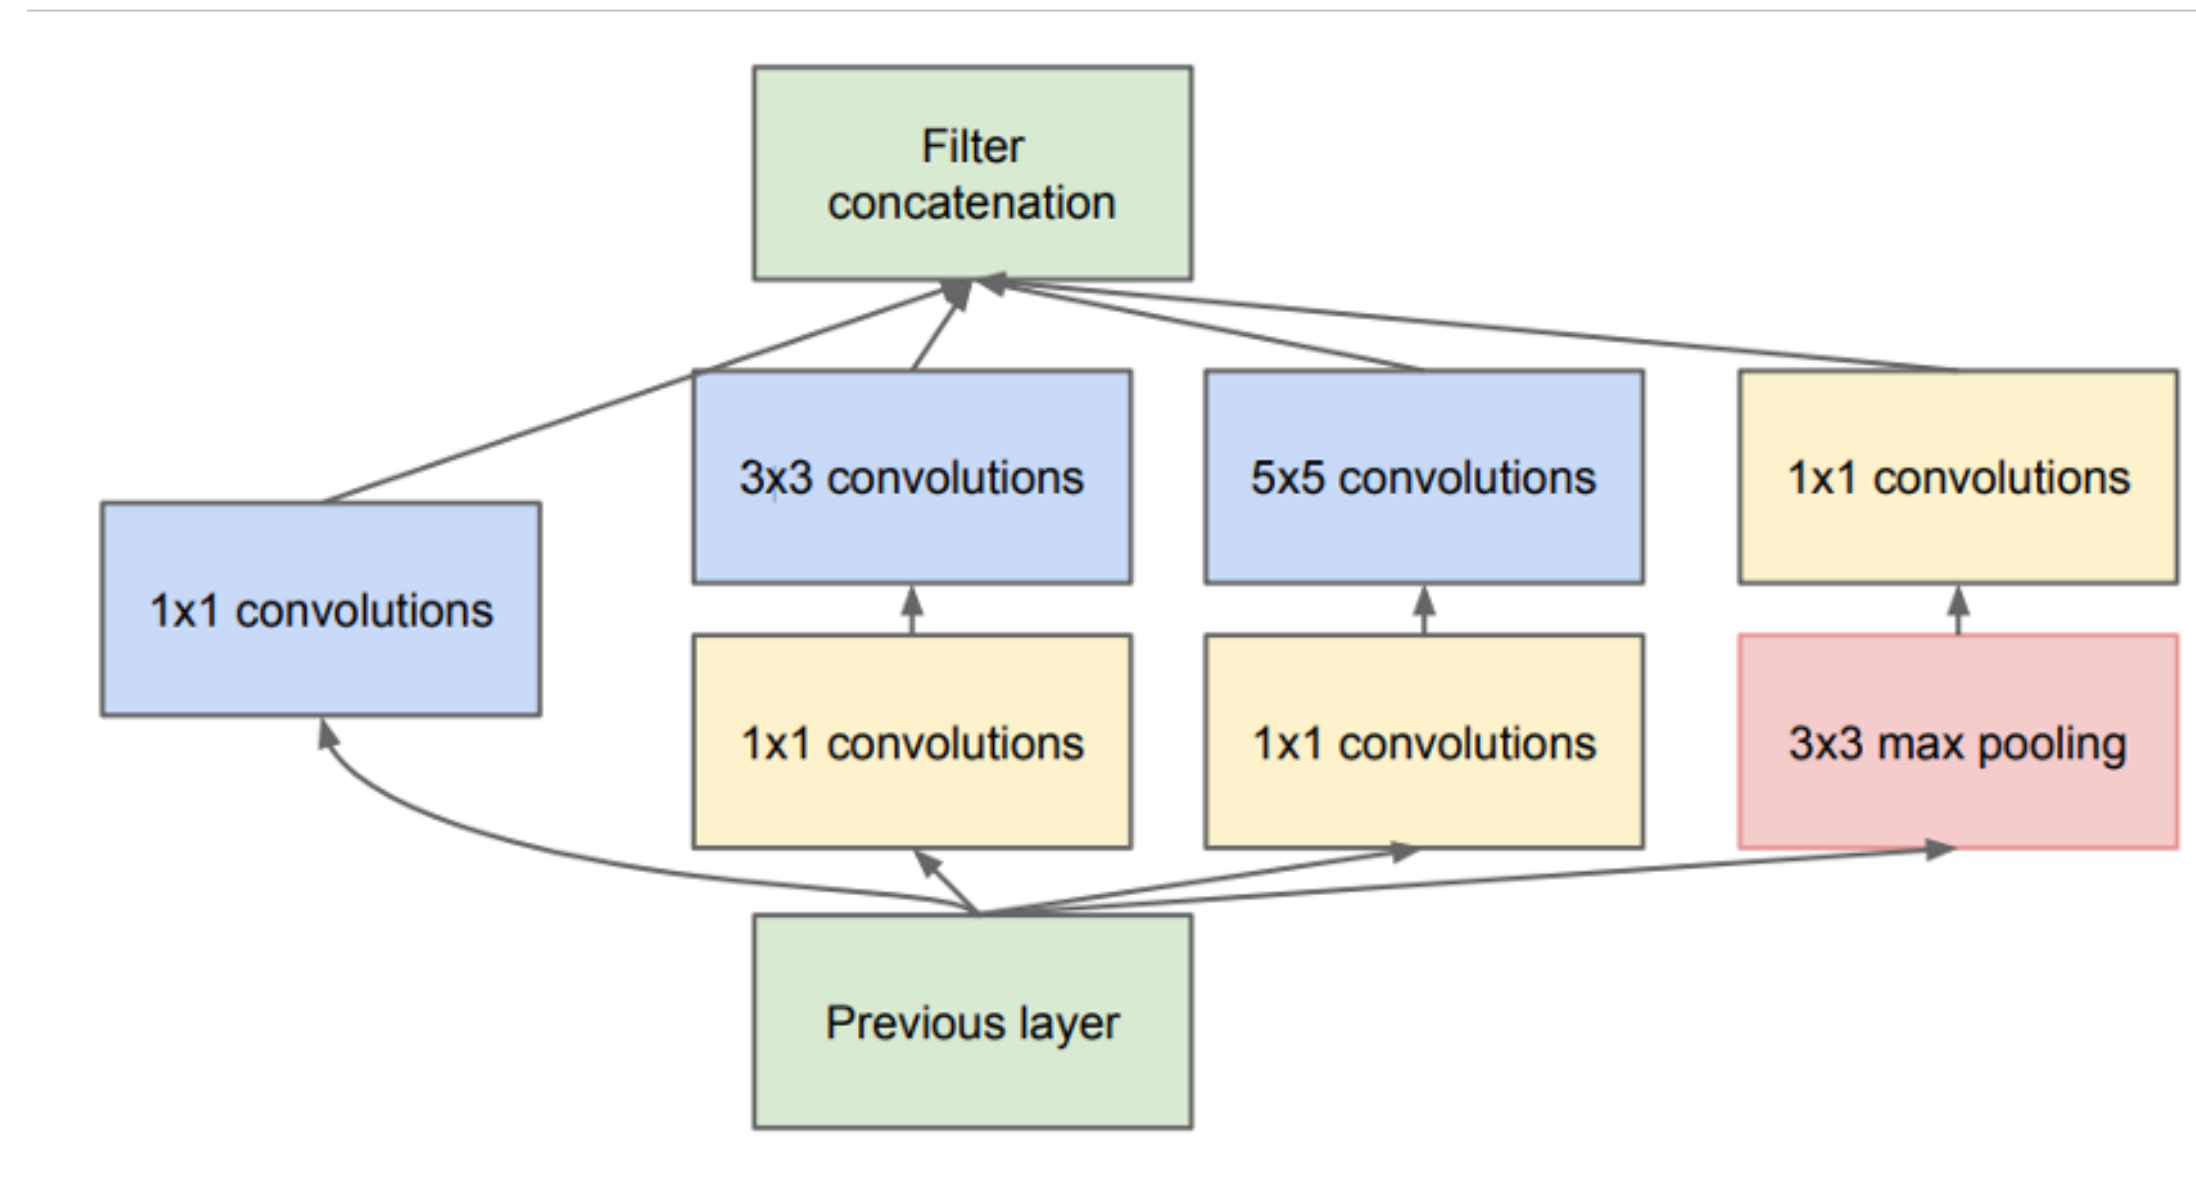 Filter
concatenation
3x3 convolutions
5x5 convolutions
1x1 convolutions
1x1 convolutions
1x1 convolutions
1x1 convolutions
3x3 max pooling
Previous layer